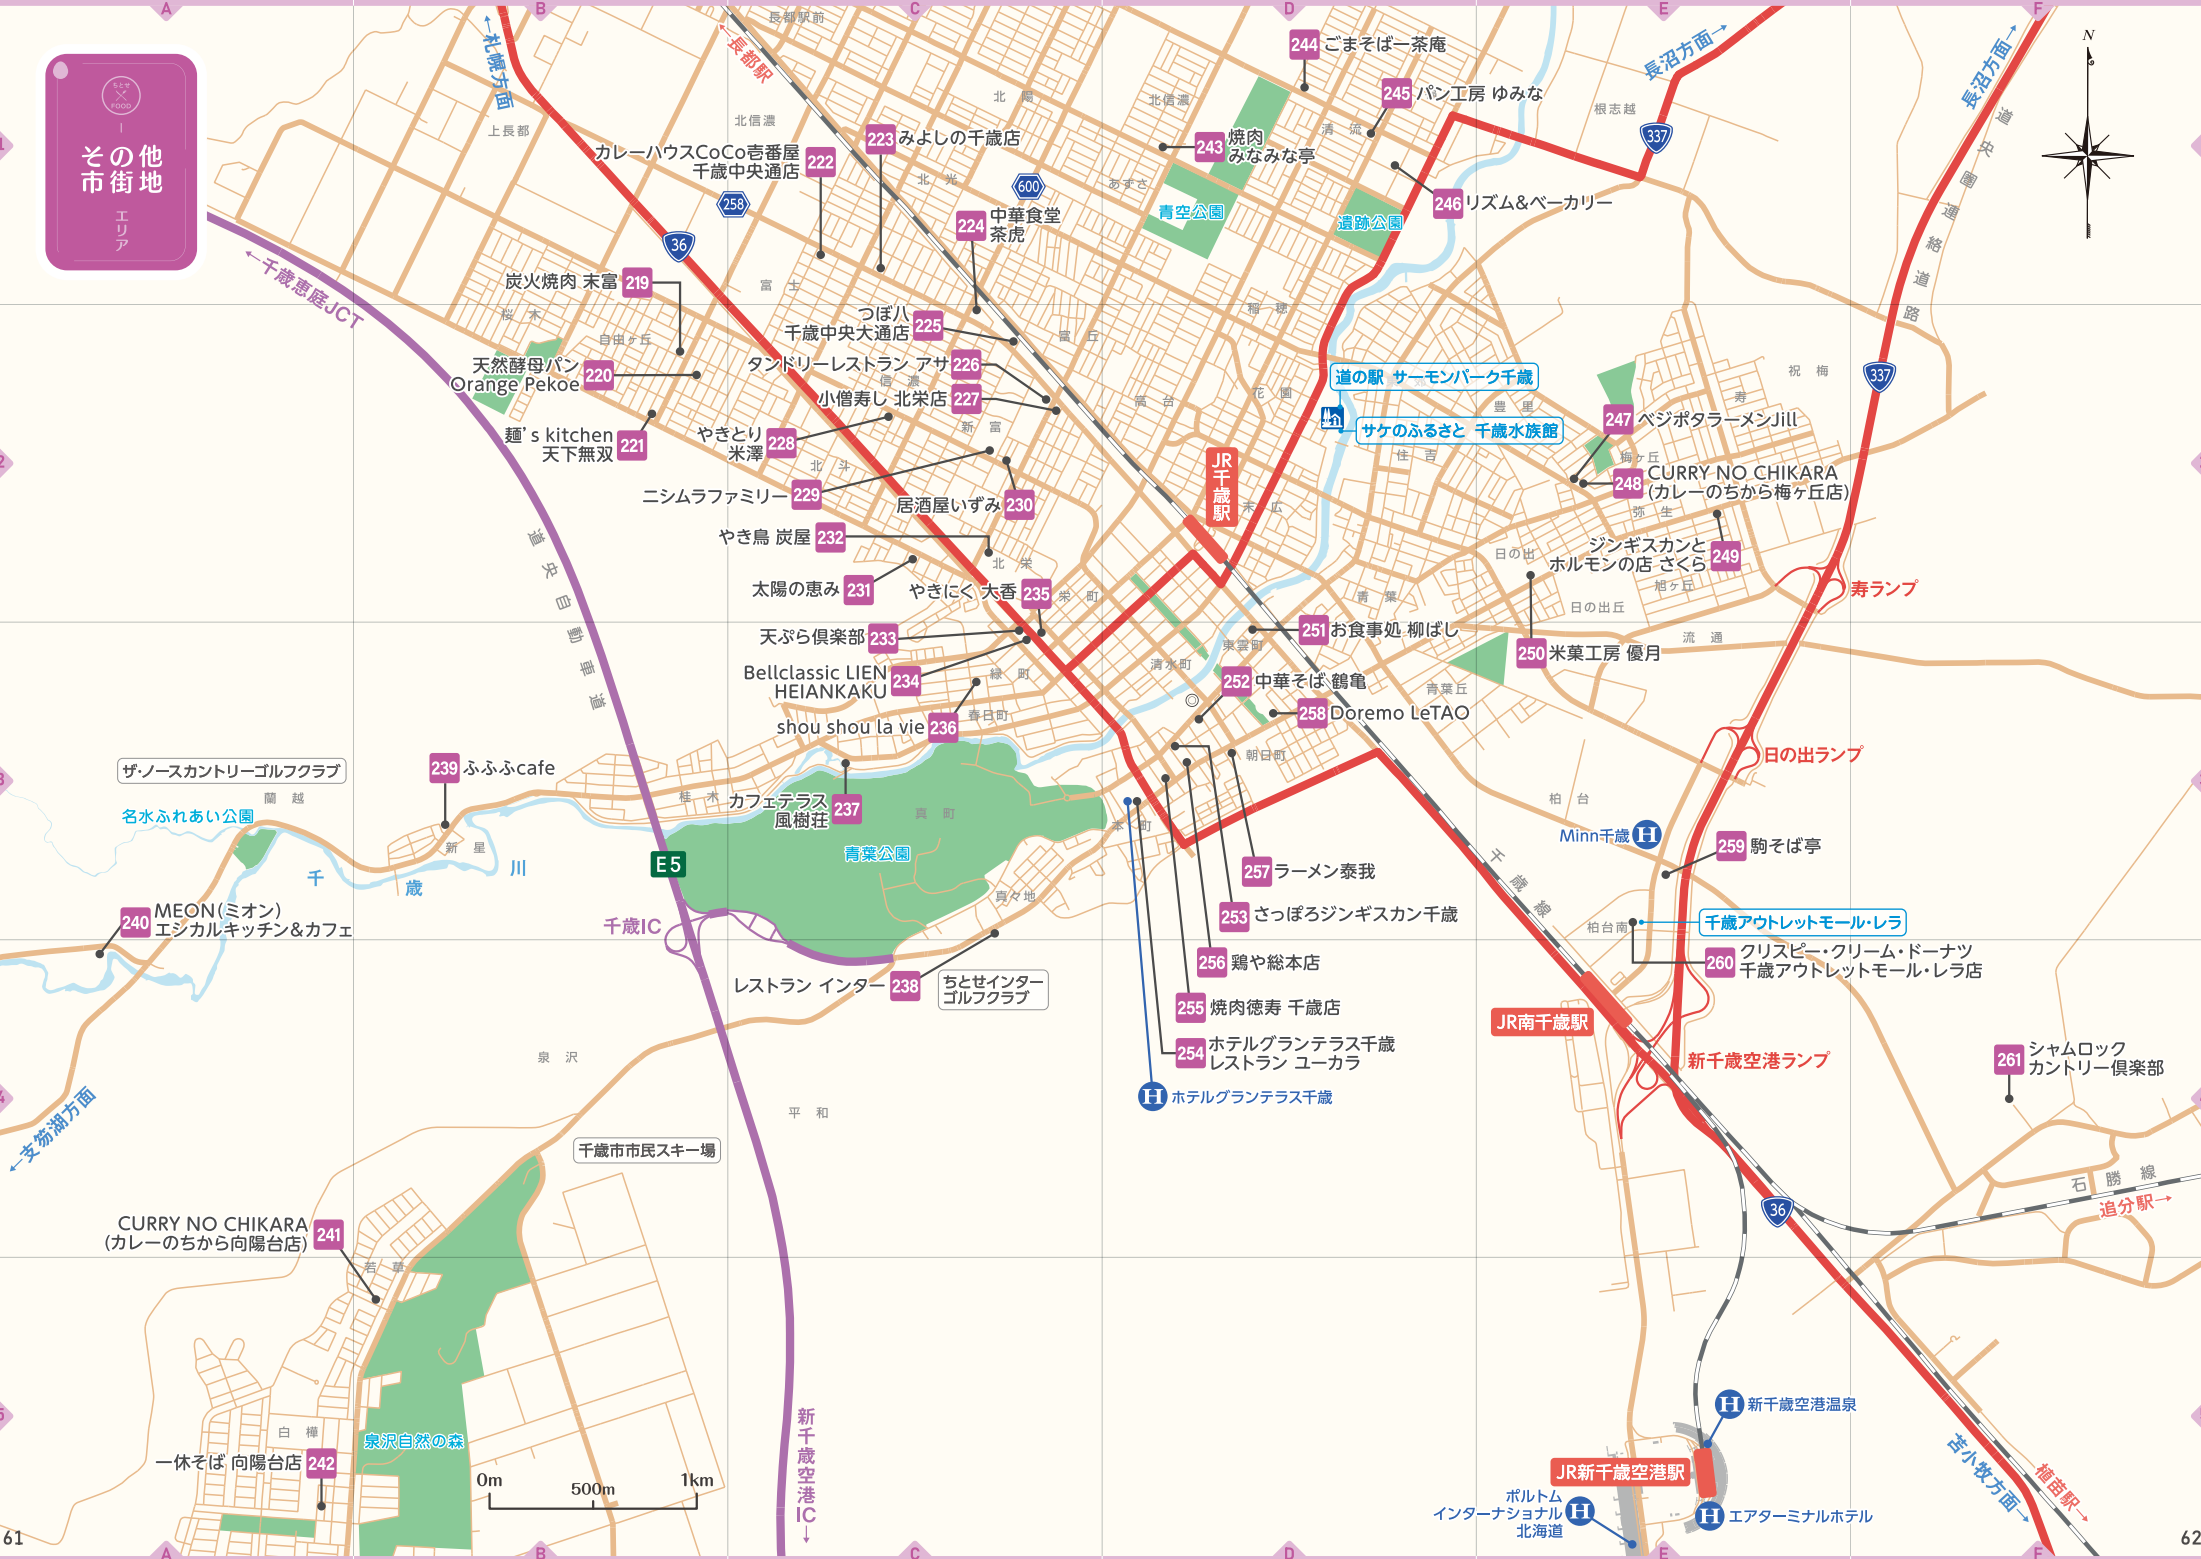 A
B
C
D
E
F
ちとせ
FOOD
その他
市街地
エリア
←札幌方面
←長都駅
長都駅前
長沼方面→
長沼方面→
N
上長都
北信濃
北 陽
北信濃
あずさ
清 流
根志越
道央圏連絡道路
244 ごまそば一茶庵
245 パン工房 ゆみな
243 焼肉
みなみな亭
246 リズム&ベーカリー
223 みよしの千歳店
カレーハウスCoCo壱番屋
千歳中央通店 222
258
600
36
337
337
北 光
224 中華食堂
茶虎
青空公園
遺跡公園
←千歳恵庭JCT
炭火焼肉 末富 219
富 士
桜 木
自由ヶ丘
つぼ八
千歳中央大通店 225
富 丘
稲 穂
天然酵母パン
Orange Pekoe 220
タンドリーレストラン アサ 226
信 濃
小僧寿し 北栄店 227
高 台
花 園
道の駅 サーモンパーク千歳
サケのふるさと 千歳水族館
豊 里
寿
祝 梅
247 ベジポタラーメンJill
麺’s kitchen
天下無双 221
やきとり
米澤 228
新 富
北 斗
JR千歳駅
住 吉
梅ヶ丘
248 CURRY NO CHIKARA
(カレーのちから梅ヶ丘店)
ニシムラファミリー 229
居酒屋いずみ 230
末 広
弥 生
やき鳥 炭屋 232
北 栄
日の出
ジンギスカンと
ホルモンの店 さくら 249
道央自動車道
太陽の恵み 231
やきにく 大香 235
栄 町
青 葉
日の出丘
旭ヶ丘
寿ランプ
天ぷら倶楽部 233
251 お食事処 柳ばし
東雲町
流 通
250 米菓工房 優月
Bellclassic LIEN
HEIANKAKU 234
緑 町
清水町
252 中華そば 鶴亀
青葉丘
shou shou la vie 236
春日町
258 Doremo LeTAO
朝日町
日の出ランプ
ザ・ノースカントリーゴルフクラブ
蘭 越
239 ふふふcafe
名水ふれあい公園
桂 木
カフェテラス
風樹荘 237
真 町
本 町
柏 台
Minn千歳 H
259 駒そば亭
新 星
千 歳 川
青葉公園
E5
257 ラーメン泰我
千歳線
真々地
240 MEON(ミオン)
エシカルキッチン&カフェ
千歳IC
253 さっぽろジンギスカン千歳
柏台南
千歳アウトレットモール・レラ
256 鶏や総本店
260 クリスピー・クリーム・ドーナツ
千歳アウトレットモール・レラ店
レストラン インター 238
ちとせインター
ゴルフクラブ
255 焼肉徳寿 千歳店
JR南千歳駅
254 ホテルグランテラス千歳
レストラン ユーカラ
新千歳空港ランプ
泉 沢
261 シャムロック
カントリー倶楽部
H ホテルグランテラス千歳
←支笏湖方面
平 和
千歳市市民スキー場
石勝線
追分駅→
36
CURRY NO CHIKARA
(カレーのちから向陽台店) 241
若 草
白 樺
泉沢自然の森
一休そば 向陽台店 242
0m
500m
1km
新千歳空港IC→
H 新千歳空港温泉
JR新千歳空港駅
ポルトム
インターナショナル
北海道 H
H エアターミナルホテル
苫小牧方面→
植苗駅→
61
62
A
B
C
D
E
F
1
2
3
4
5